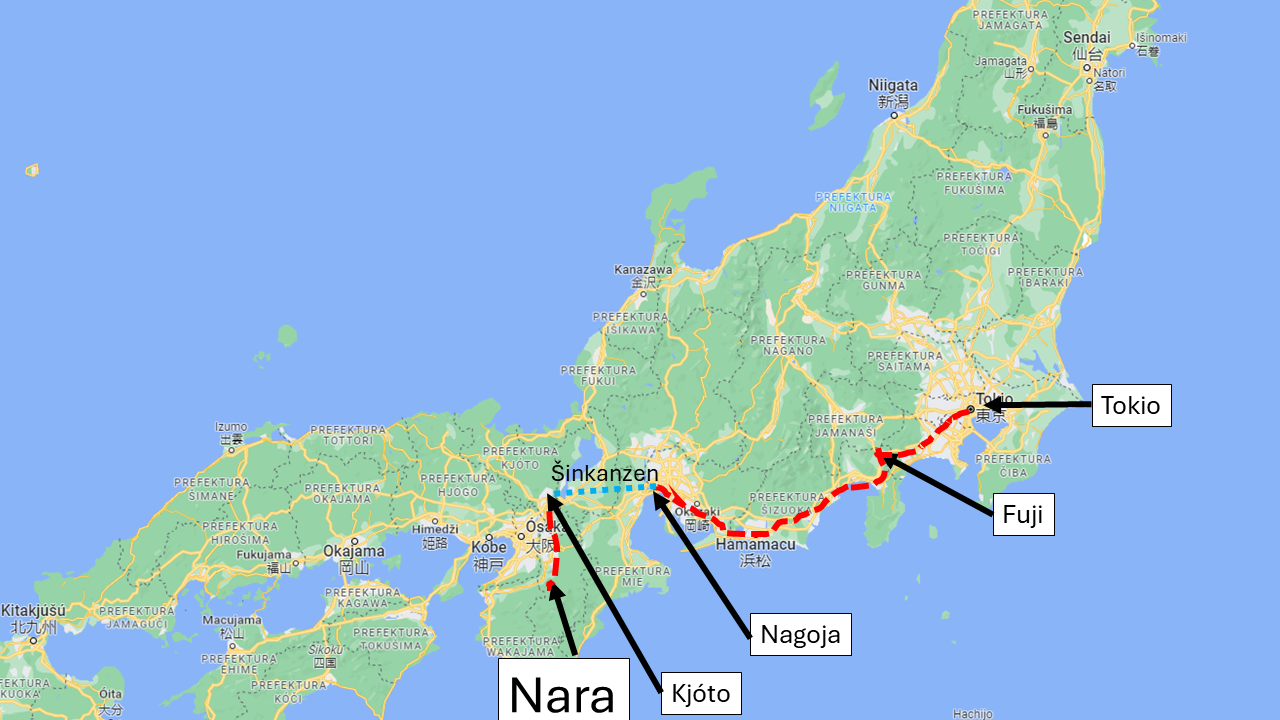 PREFEKTURA
JAMAGATA
Sendai
仙台
Išinomaki
石巻
Jamagata
山形
Natori
名取
Niigata
新潟
Fukušima
福島
PREFEKTURA
FUKUŠIMA
PREFEKTURA
NIIGATA
PREFEKTURA
TOČIGI
Kanazawa
金沢
PREFEKTURA
GUNMA
PREFEKTURA
IBARAKI
PREFEKTURA
IŠIKAWA
PREFEKTURA
NAGANO
PREFEKTURA
SAITAMA
PREFEKTURA
FUKUI
Tokio
東京
Tokio
PREFEKTURA
JAMANAŠI
Izumo
出雲
PREFEKTURA
TOTTORI
PREFEKTURA
KJÓTO
PREFEKTURA
ČIBA
Šinkanzen
PREFEKTURA
ŠIMANE
PREFEKTURA
OKAJAMA
PREFEKTURA
HJÓGO
PREFEKTURA
ŠIZUOKA
Okazaki
岡崎
Fuji
PREFEKTURA
HIROŠIMA
Himedži
姫路
Ósaka
大阪
Kóbe
神戸
Hamamacu
浜松
Fukujama
福山
Okajama
岡山
PREFEKTURA
MIE
PREFEKTURA
KAGAWA
Kitakjúšú
北九州
PREFEKTURA
JAMAGUČI
Macujama
松山
PREFEKTURA
TOKUŠIMA
PREFEKTURA
WAKAJAMA
Nagoja
Šikoku
四国
PREFEKTURA
EHIME
PREFEKTURA
KÓČI
FEKTURA
KUOKA
Óita
大分
Nara
Kjóto
Hachijo